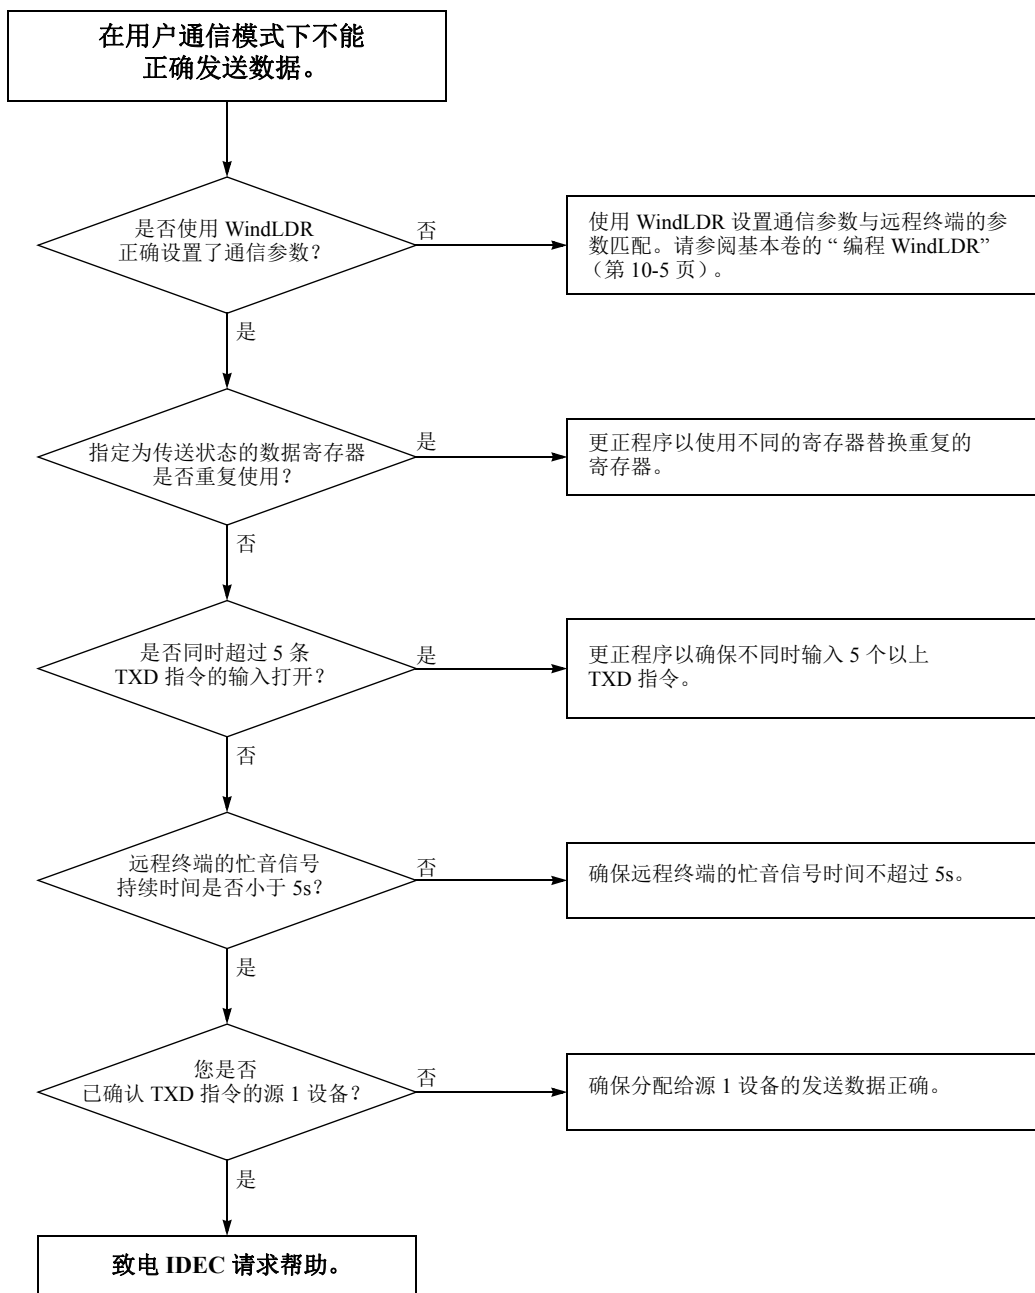 在用户通信模式下不能
正确发送数据。
是否使用 WindLDR
正确设置了通信参数？
否
使用 WindLDR 设置通信参数与远程终端的参
数匹配。请参阅基本卷的 “ 编程 WindLDR”
（第 10-5 页）。
是
指定为传送状态的数据寄存器
是否重复使用？
是
更正程序以使用不同的寄存器替换重复的
寄存器。
否
是否同时超过 5 条
TXD 指令的输入打开？
是
更正程序以确保不同时输入 5 个以上
TXD 指令。
否
远程终端的忙音信号
持续时间是否小于 5s？
否
确保远程终端的忙音信号时间不超过 5s。
是
您是否
已确认 TXD 指令的源 1 设备？
否
确保分配给源 1 设备的发送数据正确。
是
致电 IDEC 请求帮助。